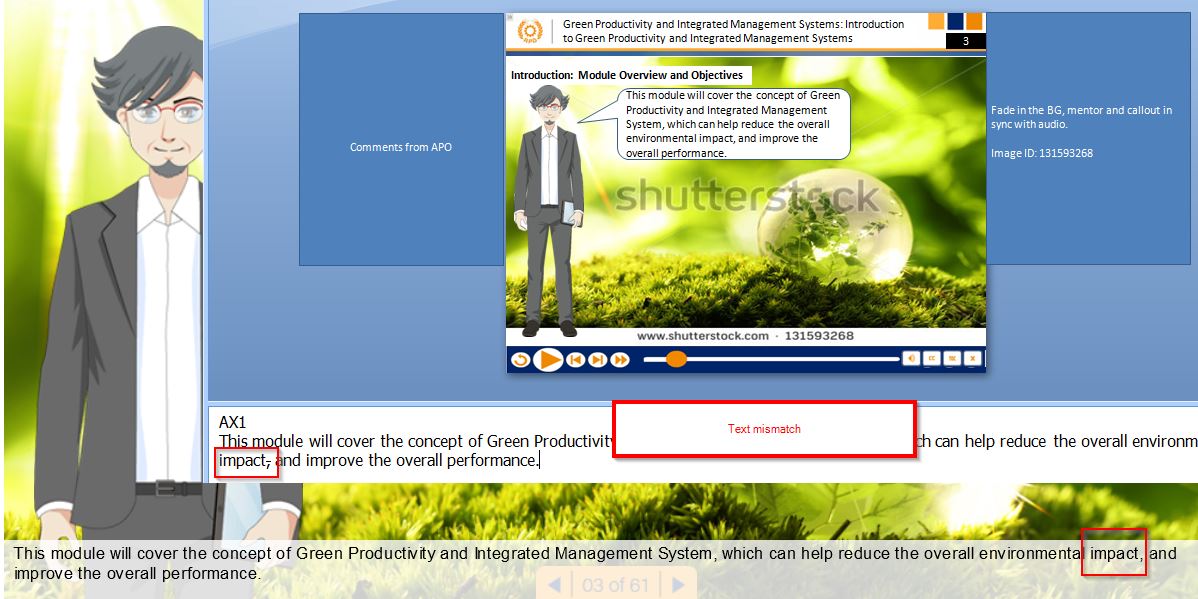 Green Productivity and Integrated Management Systems: Introduction
to Green Productivity and Integrated Management Systems
3
Introduction: Module Overview and Objectives
This module will cover the concept of Green
Productivity and Integrated Management
System, which can help reduce the overall
environmental impact, and improve the
overall performance.
Comments from APO
Fade in the BG, mentor and callout in
sync with audio.
Image ID: 131593268
shutterstock
www.shutterstock.com · 131593268
CC
AX1
This module will cover the concept of Green Productivity
Text mismatch
ch can help reduce the overall environm
impact, and improve the overall performance.
This module will cover the concept of Green Productivity and Integrated Management System, which can help reduce the overall environmental impact, and
improve the overall performance.
03 of 61